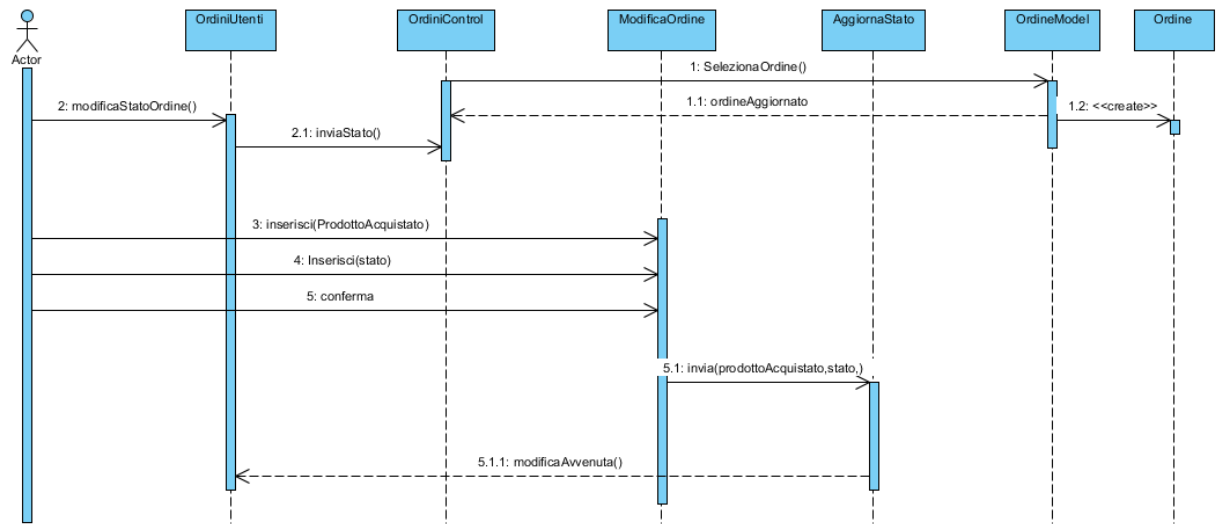 OrdiniUtenti
OrdiniControl
ModificaOrdine
AggiornaStato
OrdineModel
Ordine
Actor
1: SelezionaOrdine()
1.1: ordineAggiornato
1.2: <<create>>
2: modificaStatoOrdine()
2.1: inviaStato()
3: inserisci(ProdottoAcquistato)
4: Inserisci(stato)
5: conferma
5.1: invia(prodottoAcquistato,stato,)
5.1.1: modificaAvvenuta()